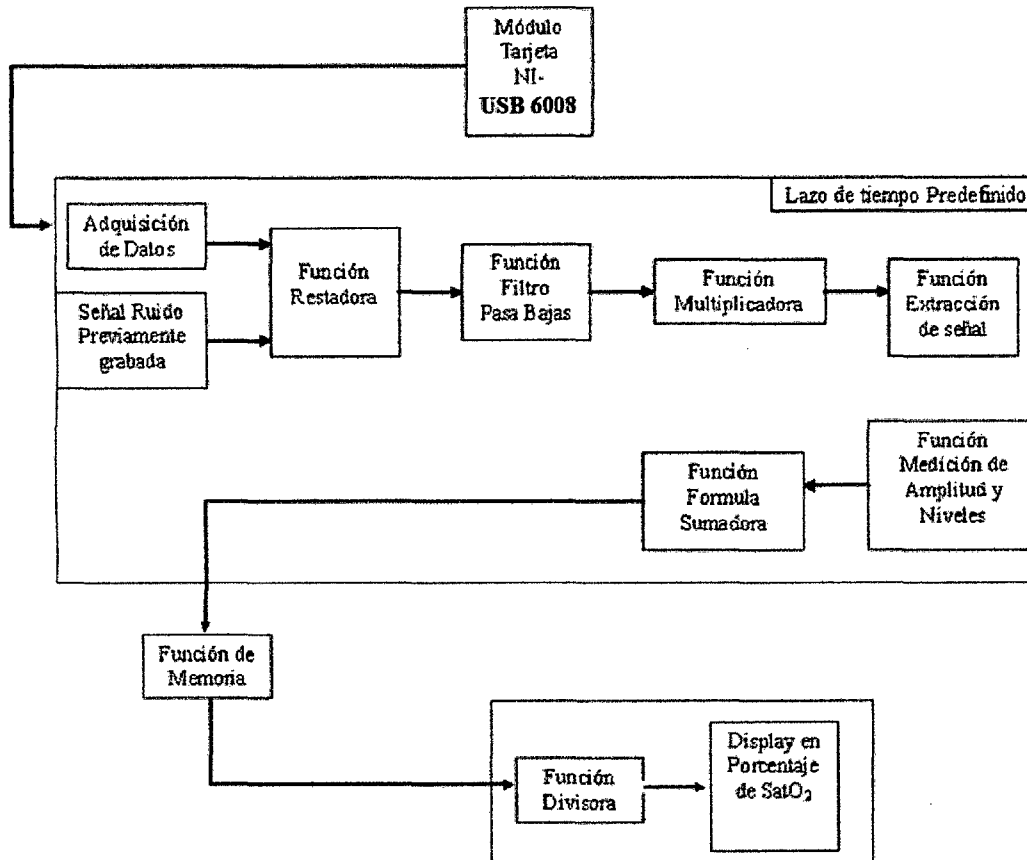 Módulo
Tarjeta
NI-
USB 6008
Lazo de tiempo Predefinido
Adquisición
de Datos
Señal Ruido
Previamente
grabada
Función
Restadora
Función
Filtro
Pasa Bajas
Función
Multiplicadora
Función
Extracción
de señal
Función
Medición de
Amplitud y
Niveles
Función
Formula
Sumadora
Función de
Memoria
Función
Divisora
Display en
Porcentaje
de SatO₂